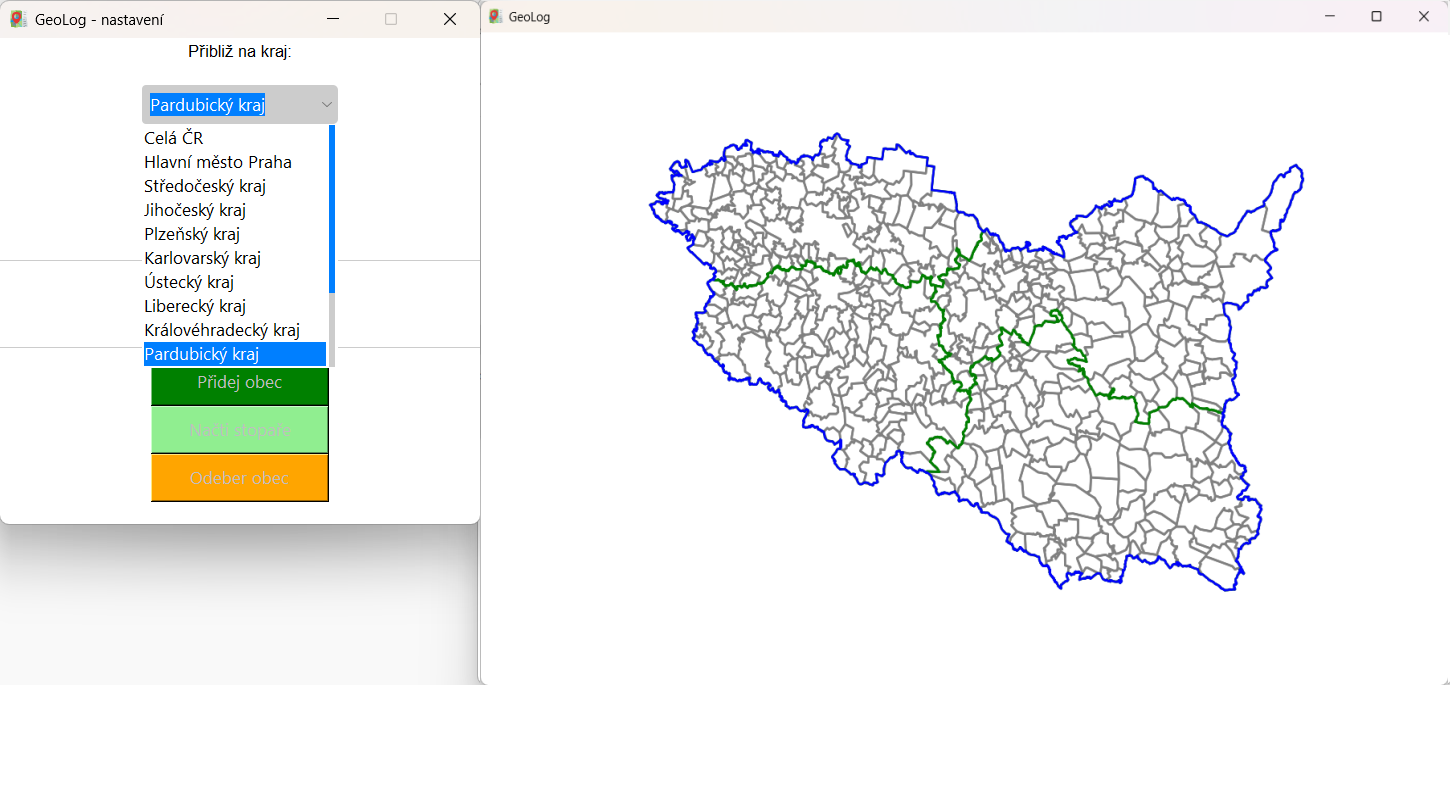 GeoLog - nastavení
Přibliž na kraj:
Pardubický kraj
Celá ČR
Hlavní město Praha
Středočeský kraj
Jihočeský kraj
Plzeňský kraj
Karlovarský kraj
Ústecký kraj
Liberecký kraj
Královéhradecký kraj
Pardubický kraj
Přidej obec
Načti stopaře
Odeber obec
GeoLog